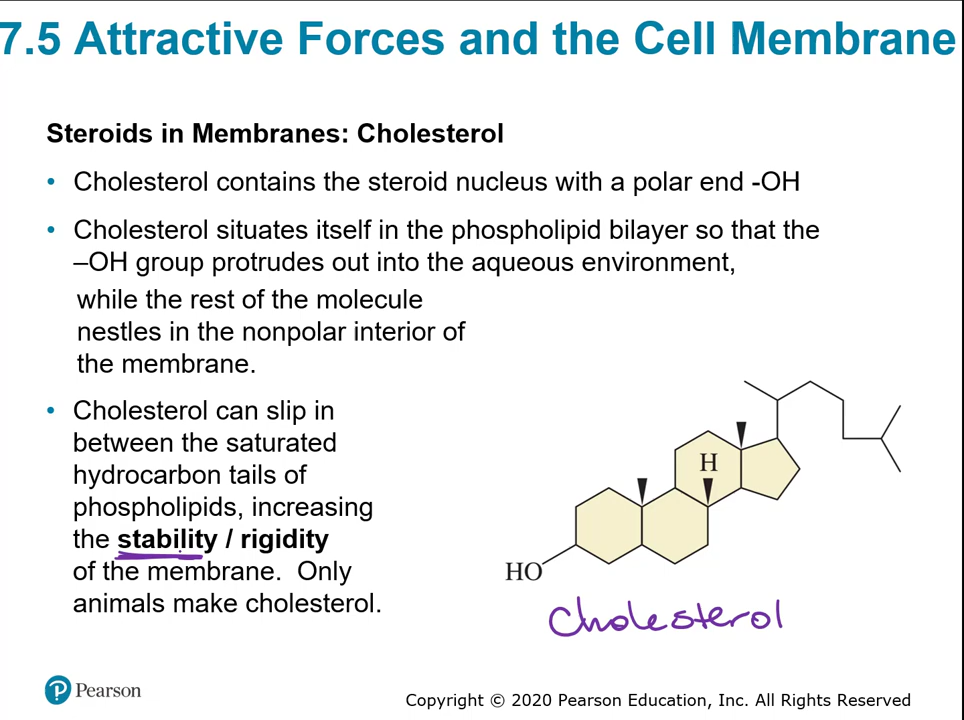 7.5 Attractive Forces and the Cell Membrane
Steroids in Membranes: Cholesterol
• Cholesterol contains the steroid nucleus with a polar end -OH
• Cholesterol situates itself in the phospholipid bilayer so that the
–OH group protrudes out into the aqueous environment,
while the rest of the molecule
nestles in the nonpolar interior of
the membrane.
• Cholesterol can slip in
between the saturated
hydrocarbon tails of
phospholipids, increasing
the stability / rigidity
of the membrane. Only
animals make cholesterol.
H
HO
Cholesterol
P Pearson
Copyright © 2020 Pearson Education, Inc. All Rights Reserved